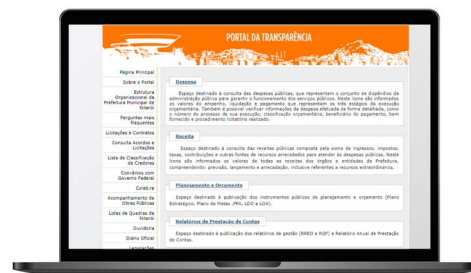 PORTAL DA TRANSPARÊNCIA
Página Principal
Sobre o Portal
Estrutura
Organizacional da
Prefeitura Municipal de
Niterói
Perguntas mais
frequentes
Licitações e Contratos
Consulta Acordos e
Licitações
Lista de Classificação
de Credores
Convênios com
Governo Federal
Colab.re
Acompanhamento de
Obras Públicas
Lotes de Quadras de
Niterói
Ouvidoria
Diário Oficial
Legislações
Despesa
Espaço destinado à consulta das despesas públicas, que representam o conjunto de dispêndios da
administração pública para garantir o funcionamento dos serviços públicos. Neste ícone são informados
os valores do empenho, liquidação e pagamento que representam os três estágios da execução
orçamentária. Também é possível verificar informações da despesa efetuada de forma detalhada, como
o número do processo de sua execução, classificação orçamentária, beneficiário do pagamento, bem
fornecido e procedimento licitatório realizado.
Receita
Espaço destinado à consulta das receitas públicas composta pela soma de ingressos, impostos,
taxas, contribuições e outras fontes de recursos arrecadados para atender às despesas públicas. Neste
ícone são informados os valores de todas as receitas dos órgãos e entidades da Prefeitura,
compreendendo: previsão, lançamento e arrecadação, inclusive referentes a recursos extraordinários.
Planejamento e Orçamento
Espaço destinado à publicação dos instrumentos públicos de planejamento e orçamento (Plano
Estratégico, Plano de Metas, PPA, LDO e LOA).
Relatórios de Prestação de Contas
Espaço destinado à publicação dos relatórios de gestão (RREO e RGF) e Relatório Anual de Prestação
de Contas.